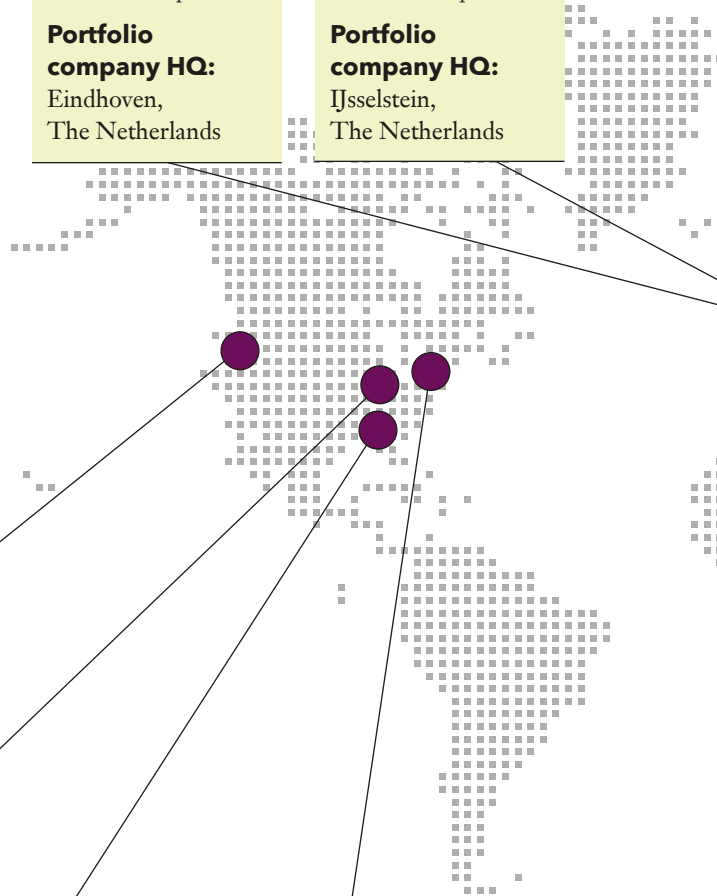 Portfolio
company HQ:
Eindhoven,
The Netherlands
Portfolio
company HQ:
IJsselstein,
The Netherlands